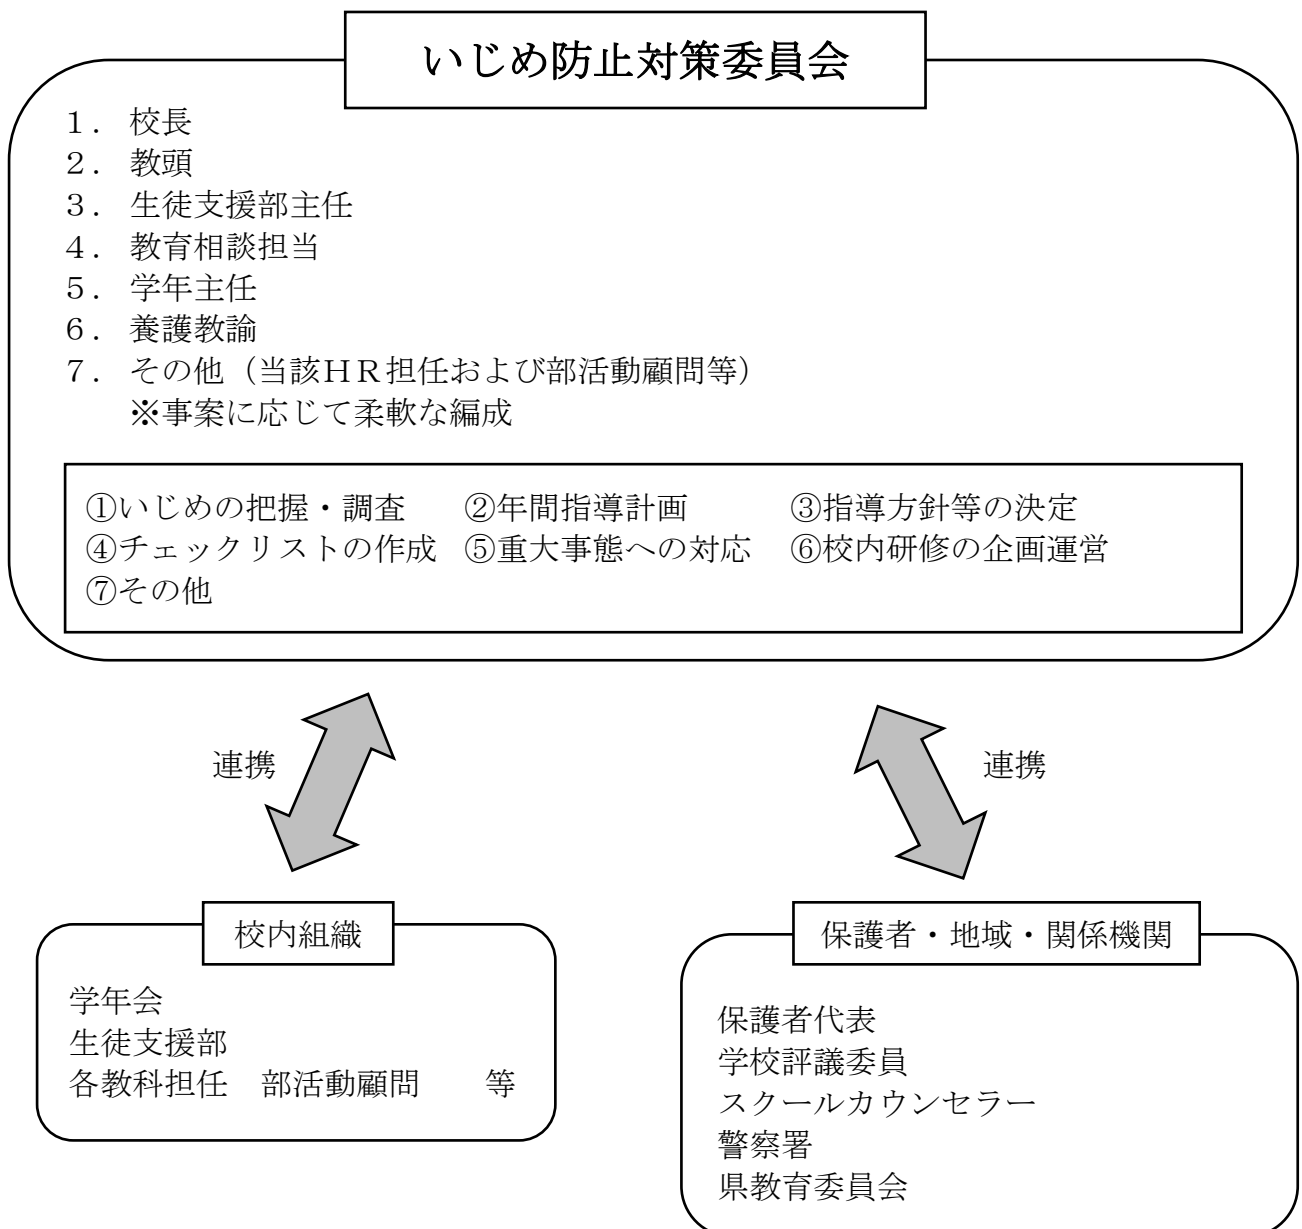 いじめ防止対策委員会
１．校長
２．教頭
３．生徒支援部主任
４．教育相談担当
５．学年主任
６．養護教諭
７．その他（当該ＨＲ担任および部活動顧問等）
※事案に応じて柔軟な編成
①いじめの把握・調査　②年間指導計画　③指導方針等の決定
④チェックリストの作成　⑤重大事態への対応　⑥校内研修の企画運営
⑦その他
連携
連携
校内組織
学年会
生徒支援部
各教科担任　部活動顧問　等
保護者・地域・関係機関
保護者代表
学校評議委員
スクールカウンセラー
警察署
県教育委員会